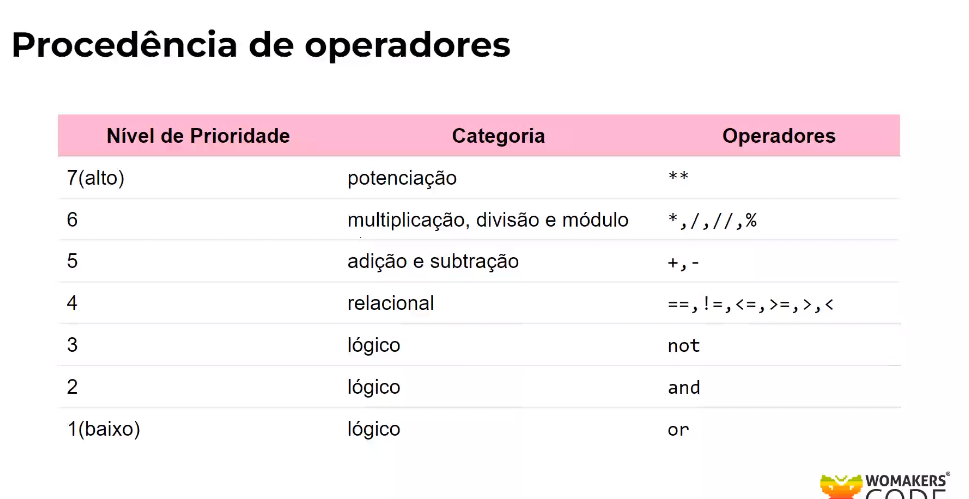 Procedência de operadores
Nível de Prioridade Categoria Operadores
7(alto) potenciação **
6 multiplicação, divisão e módulo *,/,//,%
5 adição e subtração +,-
4 relacional ==,!=,<=,>=,>,<
3 lógico not
2 lógico and
1(baixo) lógico or
WOMAKERS®
CODE